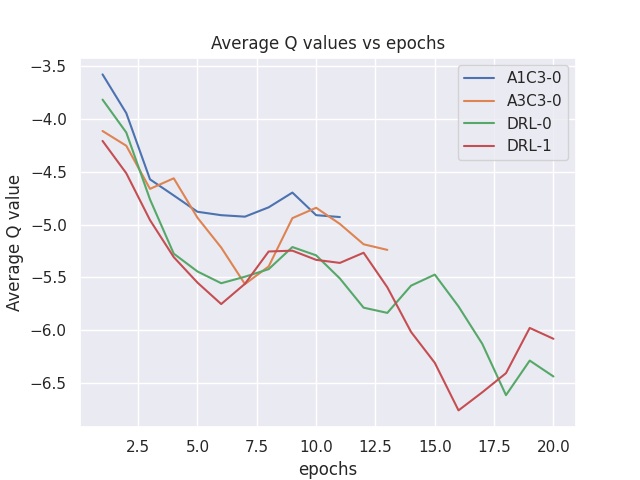 Average Q values vs epochs
A1C3-0
A3C3-0
DRL-0
DRL-1
Average Q value
−3.5
−4.0
−4.5
−5.0
−5.5
−6.0
−6.5
2.5 5.0 7.5 10.0 12.5 15.0 17.5 20.0
epochs